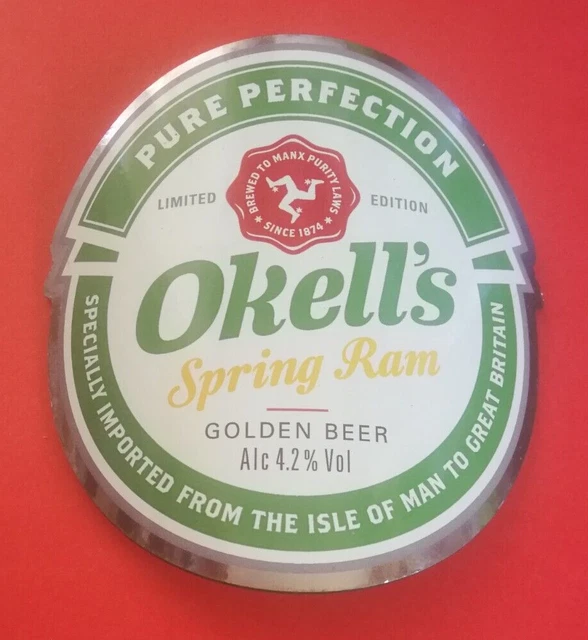 PURE PERFECTION
BREWED TO MANX PURITY LAWS
SINCE 1874
LIMITED EDITION
Okell's
Spring Ram
GOLDEN BEER
Alc 4.2% Vol
SPECIALLY IMPORTED FROM THE ISLE OF MAN TO GREAT BRITAIN